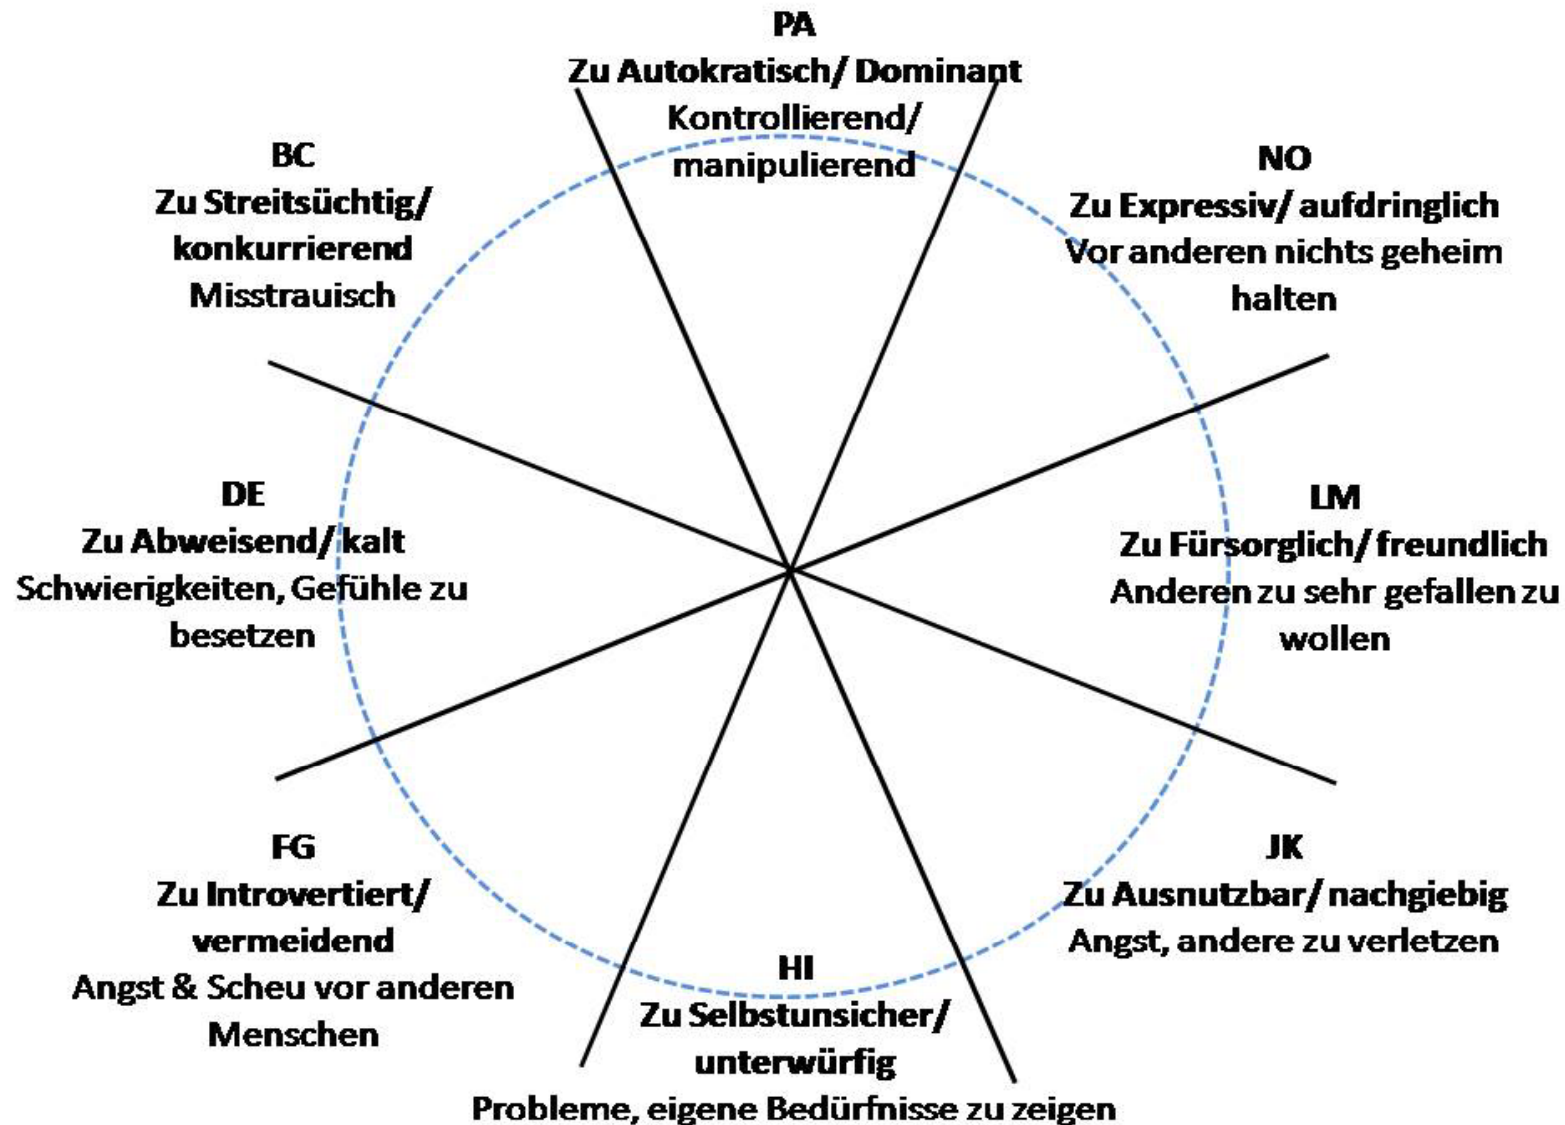 PA
Zu Autokratisch/ Dominant
Kontrollierend/
manipulierend
BC
Zu Streitsüchtig/
konkurrierend
Misstrauisch
NO
Zu Expressiv/ aufdringlich
Vor anderen nichts geheim
halten
DE
Zu Abweisend/ kalt
Schwierigkeiten, Gefühle zu
besetzen
LM
Zu Fürsorglich/ freundlich
Anderen zu sehr gefallen zu
wollen
FG
Zu Introvertiert/
vermeidend
Angst & Scheu vor anderen
Menschen
JK
Zu Ausnutzbar/ nachgiebig
Angst, andere zu verletzen
HI
Zu Selbstunsicher/
unterwürfig
Probleme, eigene Bedürfnisse zu zeigen